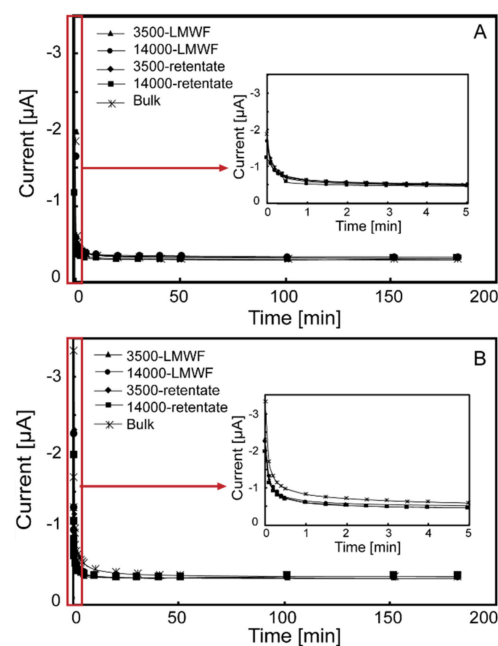 A
3500-LMWF
14000-LMWF
3500-retentate
14000-retentate
Bulk
Current [µA]
-3
-2
-1
0
Current [µA]
-3
-2
-1
0
0 1 2 3 4 5
Time [min]
0 50 100 150 200
Time [min]
B
3500-LMWF
14000-LMWF
3500-retentate
14000-retentate
Bulk
Current [µA]
-3
-2
-1
0
Current [µA]
-3
-2
-1
0
0 1 2 3 4 5
Time [min]
0 50 100 150 200
Time [min]